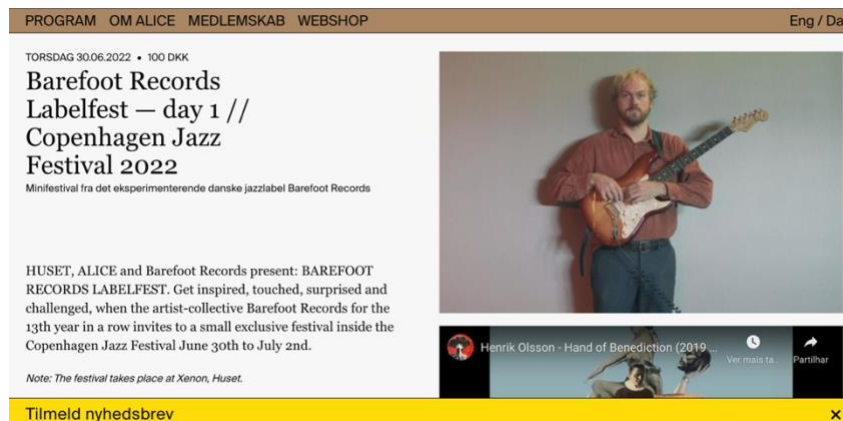 PROGRAM OM ALICE MEDLEMSKAB WEBSHOP
Eng / Da
TORSDAG 30.06.2022 • 100 DKK
Barefoot Records
Labelfest — day 1 //
Copenhagen Jazz
Festival 2022
Minifestival fra det eksperimenterende danske jazzlabel Barefoot Records
HUSET, ALICE and Barefoot Records present: BAREFOOT
RECORDS LABELFEST. Get inspired, touched, surprised and
challenged, when the artist-collective Barefoot Records for the
13th year in a row invites to a small exclusive festival inside the
Copenhagen Jazz Festival June 30th to July 2nd.
Note: The festival takes place at Xenon, Huset.
Henrik Olsson - Hand of Benediction (2019 ...
Ver mais ta...
Partilhar
Tilmeld nyhedsbrev
×